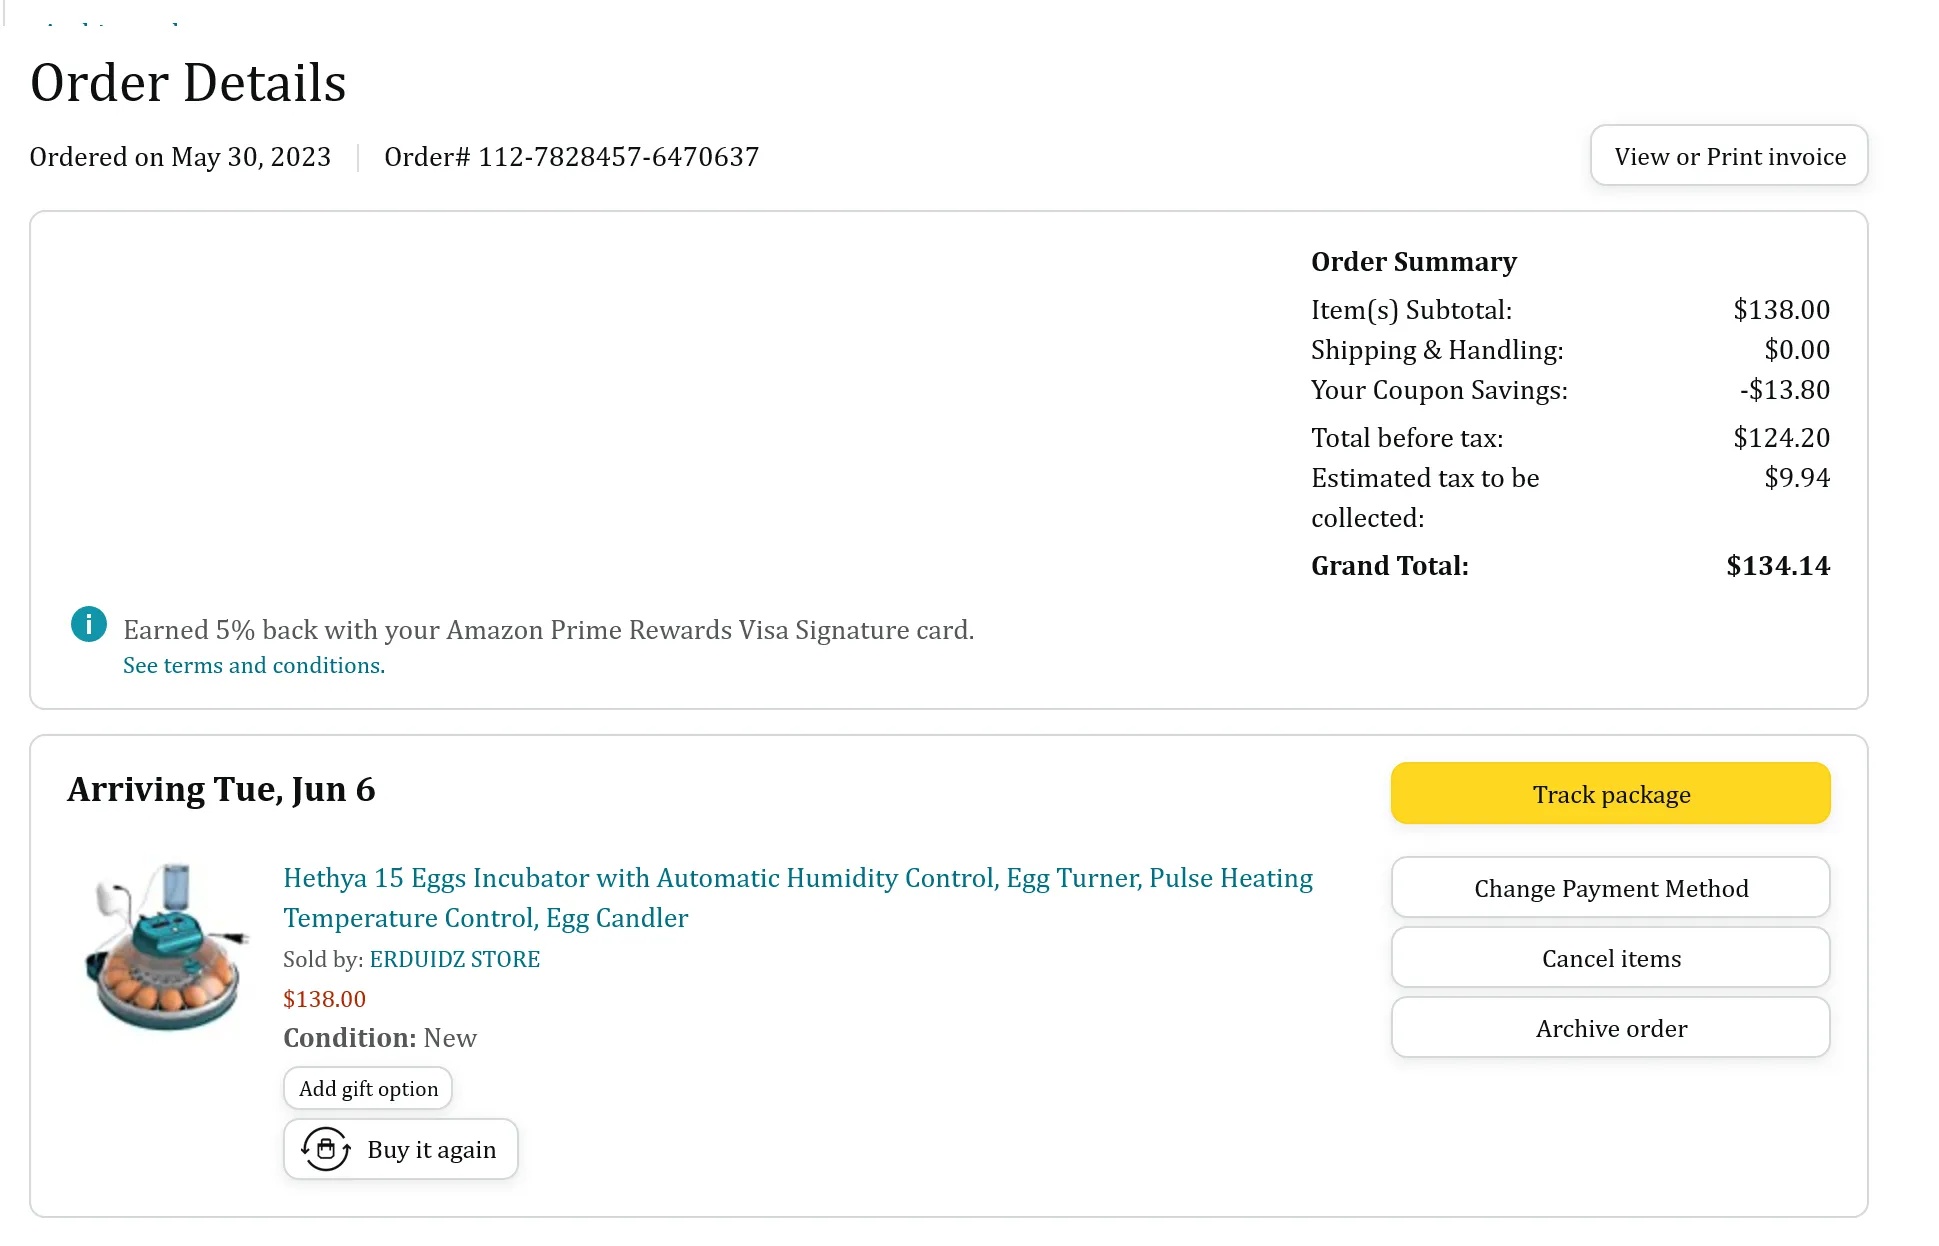 Order Details
Ordered on May 30, 2023
Order# 112-7828457-6470637
View or Print invoice
Order Summary
Item(s) Subtotal: $138.00
Shipping & Handling: $0.00
Your Coupon Savings: -$13.80
Total before tax: $124.20
Estimated tax to be $9.94
collected:
Grand Total: $134.14
Earned 5% back with your Amazon Prime Rewards Visa Signature card.
See terms and conditions.
Arriving Tue, Jun 6
Track package
Hethya 15 Eggs Incubator with Automatic Humidity Control, Egg Turner, Pulse Heating
Temperature Control, Egg Candler
Sold by: ERDUIDZ STORE
$138.00
Condition: New
Add gift option
Buy it again
Change Payment Method
Cancel items
Archive order